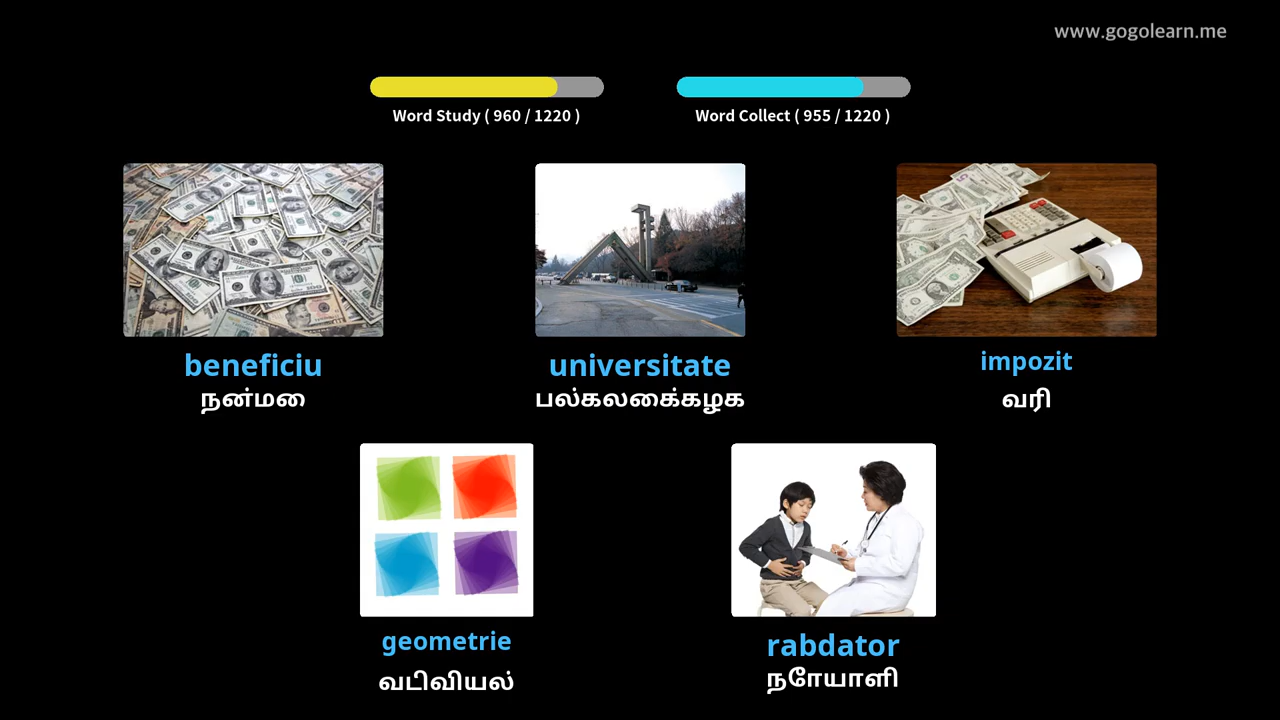 www.gogolearn.me
Word Study ( 960 / 1220 )
Word Collect ( 955 / 1220 )
beneficiu
நன்மை
universitate
பல்கலைக்கழக
impozit
வரி
geometrie
வடிவியல்
rabdator
நோயாளி